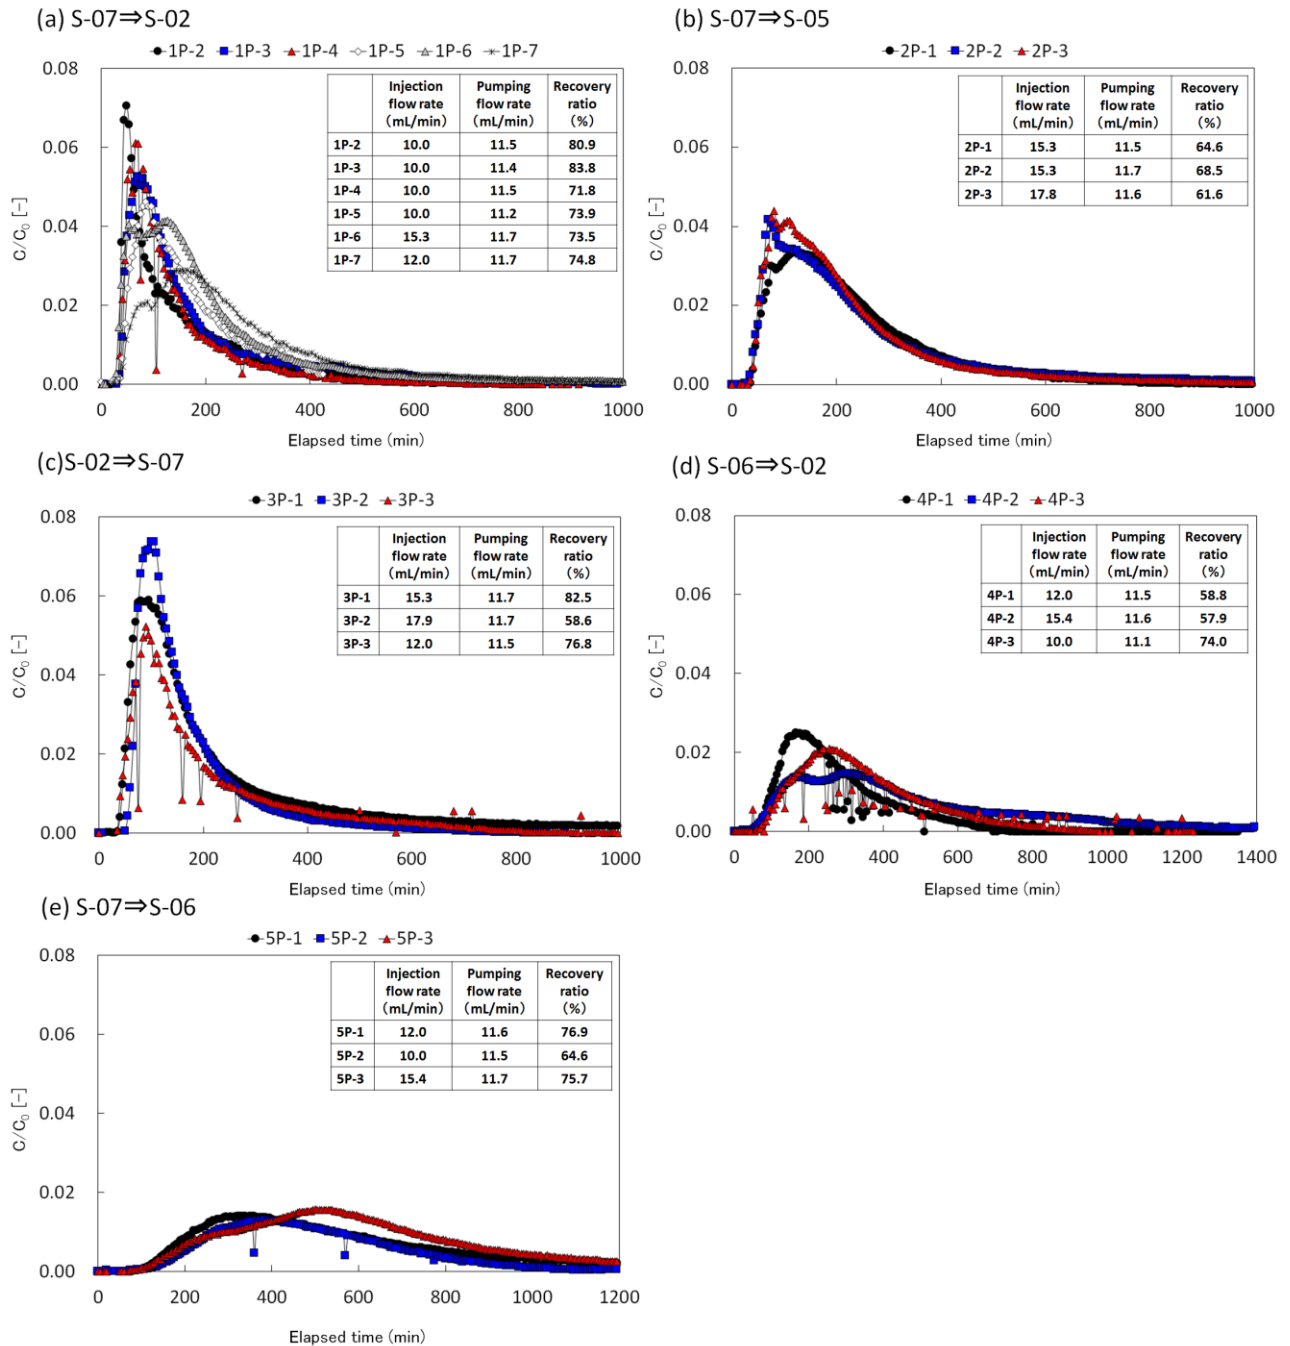 (a) S-07⇒S-02
1P-2 1P-3 1P-4 1P-5 1P-6 1P-7
0.08
0.06
0.04
0.02
0.00
C/C₀ [-]
0 200 400 600 800 1000
Elapsed time (min)
Injection flow rate (mL/min) Pumping flow rate (mL/min) Recovery ratio (%)
1P-2 10.0 11.5 80.9
1P-3 10.0 11.4 83.8
1P-4 10.0 11.5 71.8
1P-5 10.0 11.2 73.9
1P-6 15.3 11.7 73.5
1P-7 12.0 11.7 74.8
(b) S-07⇒S-05
2P-1 2P-2 2P-3
0.08
0.06
0.04
0.02
0.00
C/C₀ [-]
0 200 400 600 800 1000
Elapsed time (min)
Injection flow rate (mL/min) Pumping flow rate (mL/min) Recovery ratio (%)
2P-1 15.3 11.5 64.6
2P-2 15.3 11.7 68.5
2P-3 17.8 11.6 61.6
(c)S-02⇒S-07
3P-1 3P-2 3P-3
0.08
0.06
0.04
0.02
0.00
C/C₀ [-]
0 200 400 600 800 1000
Elapsed time (min)
Injection flow rate (mL/min) Pumping flow rate (mL/min) Recovery ratio (%)
3P-1 15.3 11.7 82.5
3P-2 17.9 11.7 58.6
3P-3 12.0 11.5 76.8
(d) S-06⇒S-02
4P-1 4P-2 4P-3
0.08
0.06
0.04
0.02
0.00
C/C₀ [-]
0 200 400 600 800 1000 1200 1400
Elapsed time (min)
Injection flow rate (mL/min) Pumping flow rate (mL/min) Recovery ratio (%)
4P-1 12.0 11.5 58.8
4P-2 15.4 11.6 57.9
4P-3 10.0 11.1 74.0
(e) S-07⇒S-06
5P-1 5P-2 5P-3
0.08
0.06
0.04
0.02
0.00
C/C₀ [-]
0 200 400 600 800 1000 1200
Elapsed time (min)
Injection flow rate (mL/min) Pumping flow rate (mL/min) Recovery ratio (%)
5P-1 12.0 11.6 76.9
5P-2 10.0 11.5 64.6
5P-3 15.4 11.7 75.7